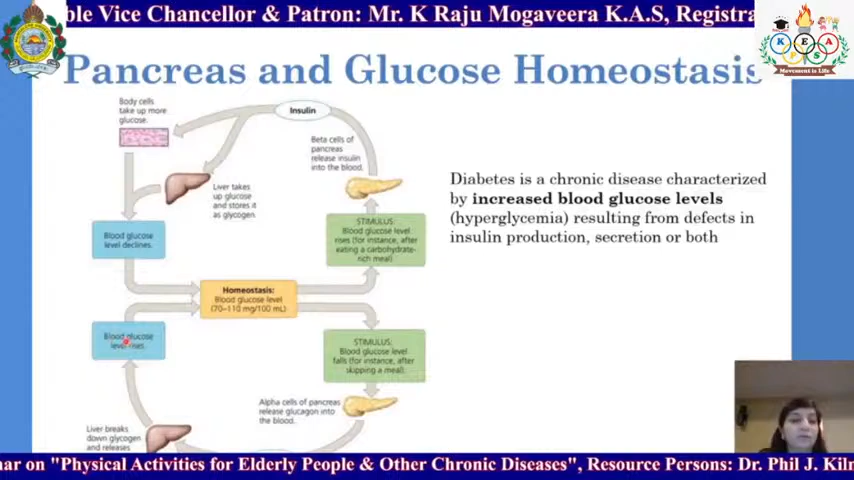 ble Vice Chancellor & Patron: Mr. K Raju Mogaveera K.A.S, Registra
Pancreas and Glucose Homeostasis
K E A
P S
Movement is Life
Body cells
take up more
glucose.
Insulin
Beta cells of
pancreas
release insulin
into the blood.
Liver takes
up glucose
and stores it
as glycogen.
Blood glucose
level declines.
STIMULUS:
Blood glucose level
rises (for instance, after
eating a carbohydrate-
rich meal)
Homeostasis:
Blood glucose level
(70–110 mg/100 mL)
Blood glucose
level rises.
STIMULUS:
Blood glucose level
falls (for instance, after
skipping a meal)
Alpha cells of pancreas
release glucagon into
the blood.
Liver breaks
down glycogen
and releases
Diabetes is a chronic disease characterized
by increased blood glucose levels
(hyperglycemia) resulting from defects in
insulin production, secretion or both
nar on "Physical Activities for Elderly People & Other Chronic Diseases", Resource Persons: Dr. Phil J. Kiln